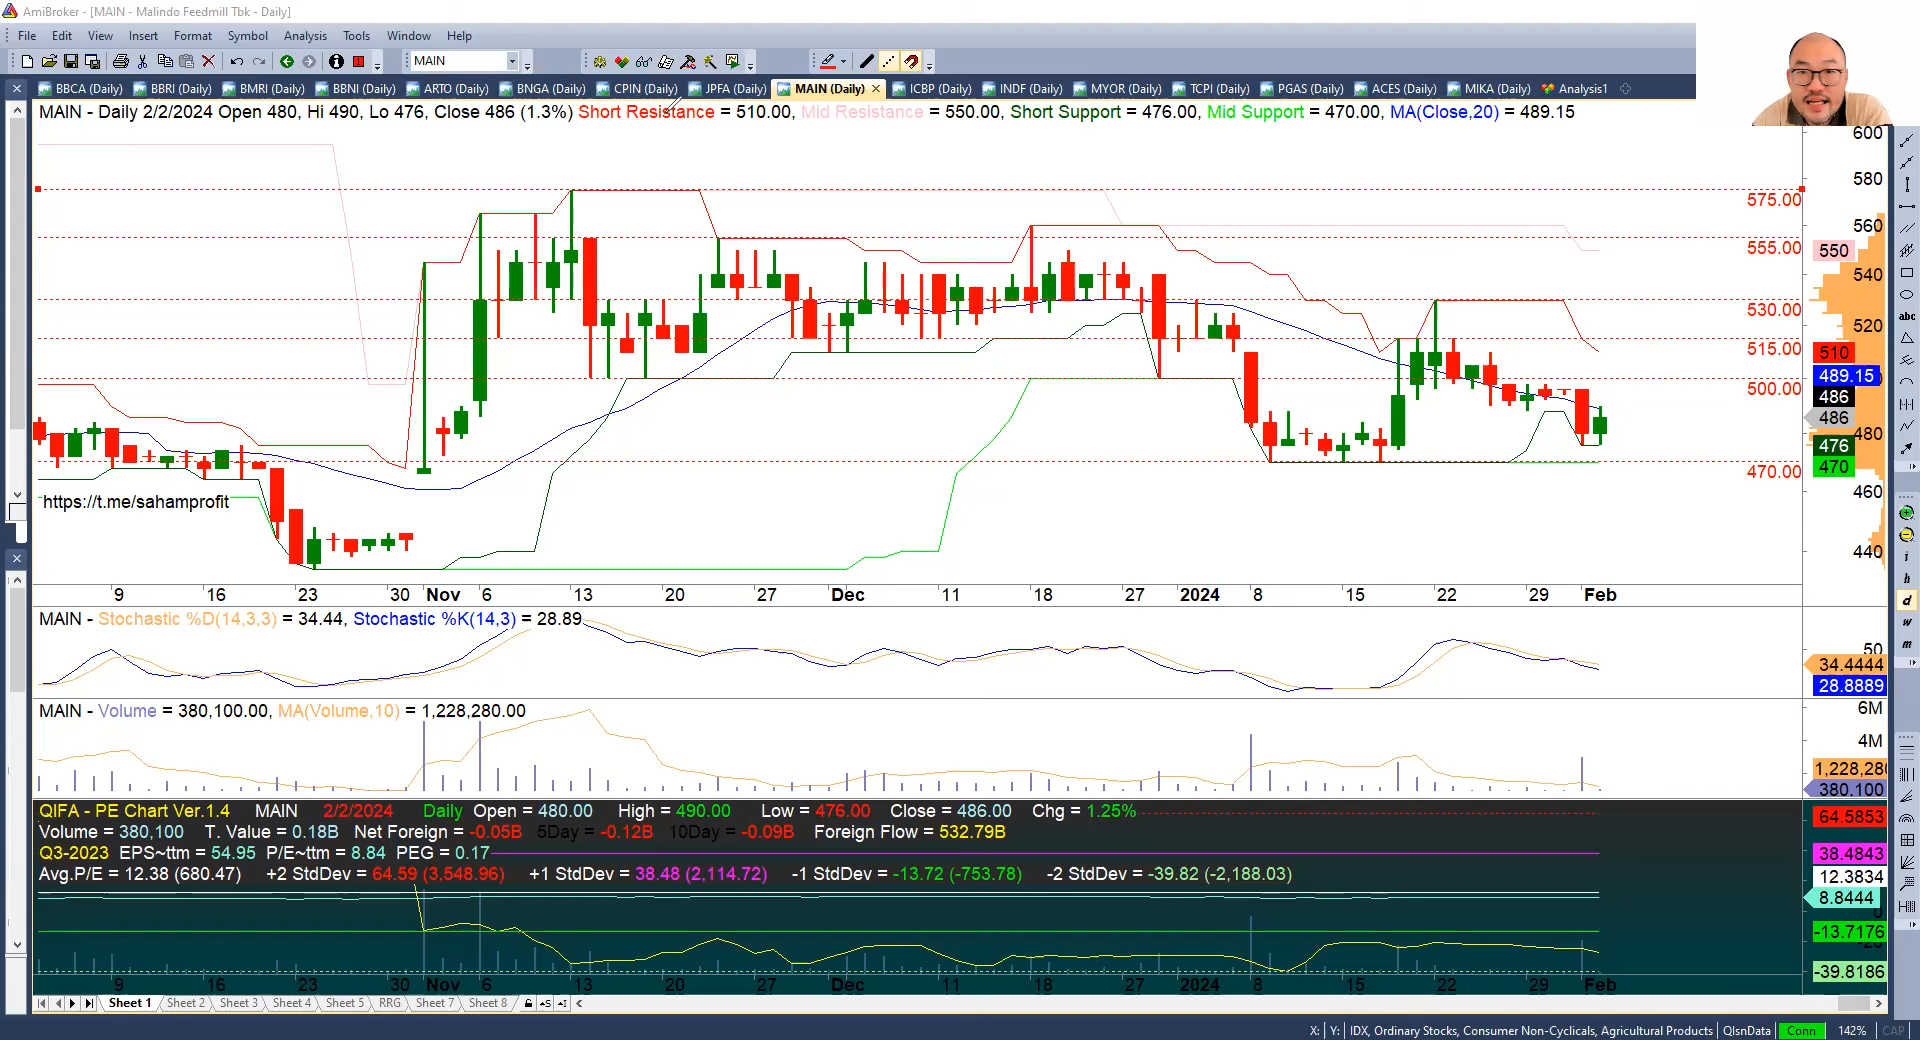 AmiBroker - [MAIN - Malindo Feedmill Tbk - Daily]
File Edit View Insert Format Symbol Analysis Tools Window Help
MAIN
BBCA (Daily) BBRI (Daily) BMRI (Daily) BBNI (Daily) ARTO (Daily) BNGA (Daily) CPIN (Daily) JPFA (Daily) MAIN (Daily) ICBP (Daily) INDF (Daily) MYOR (Daily) TCPI (Daily) PGAS (Daily) ACES (Daily) MIKA (Daily) Analysis1
MAIN - Daily 2/2/2024 Open 480, Hi 490, Lo 476, Close 486 (1.3%) Short Resistance = 510.00, Mid Resistance = 550.00, Short Support = 476.00, Mid Support = 470.00, MA(Close,20) = 489.15
600
580
575.00
560
555.00
550
540
530.00
520
515.00
510
489.15
500.00
486
486
480
476
470.00
470
460
440
https://t.me/sahamprofit
9 16 23 30 Nov 6 13 20 27 Dec 11 18 27 2024 8 15 22 29 Feb
MAIN - Stochastic %D(14,3,3) = 34.44, Stochastic %K(14,3) = 28.89
50
34.4444
28.8889
MAIN - Volume = 380,100.00, MA(Volume,10) = 1,228,280.00
6M
4M
1,228,28
380,100
QIFA - PE Chart Ver.1.4 MAIN 2/2/2024 Daily Open = 480.00 High = 490.00 Low = 476.00 Close = 486.00 Chg = 1.25%
Volume = 380,100 T. Value = 0.18B Net Foreign = -0.05B 5Day = -0.12B 10Day = -0.09B Foreign Flow = 532.79B
Q3-2023 EPS~ttm = 54.95 P/E~ttm = 8.84 PEG = 0.17
Avg.P/E = 12.38 (680.47) +2 StdDev = 64.59 (3,548.96) +1 StdDev = 38.48 (2,114.72) -1 StdDev = -13.72 (-753.78) -2 StdDev = -39.82 (-2,188.03)
64.5853
38.4843
12.3834
8.8444
0
-13.7176
-39.8186
9 16 23 30 Nov 6 13 20 27 Dec 11 18 27 2024 8 15 22 29 Feb
Sheet 1 Sheet 2 Sheet 3 Sheet 4 Sheet 5 RRG Sheet 7 Sheet 8
X: Y: IDX, Ordinary Stocks, Consumer Non-Cyclicals, Agricultural Products QlsnData Conn 142% CAP
abc
i
h
d
w
m